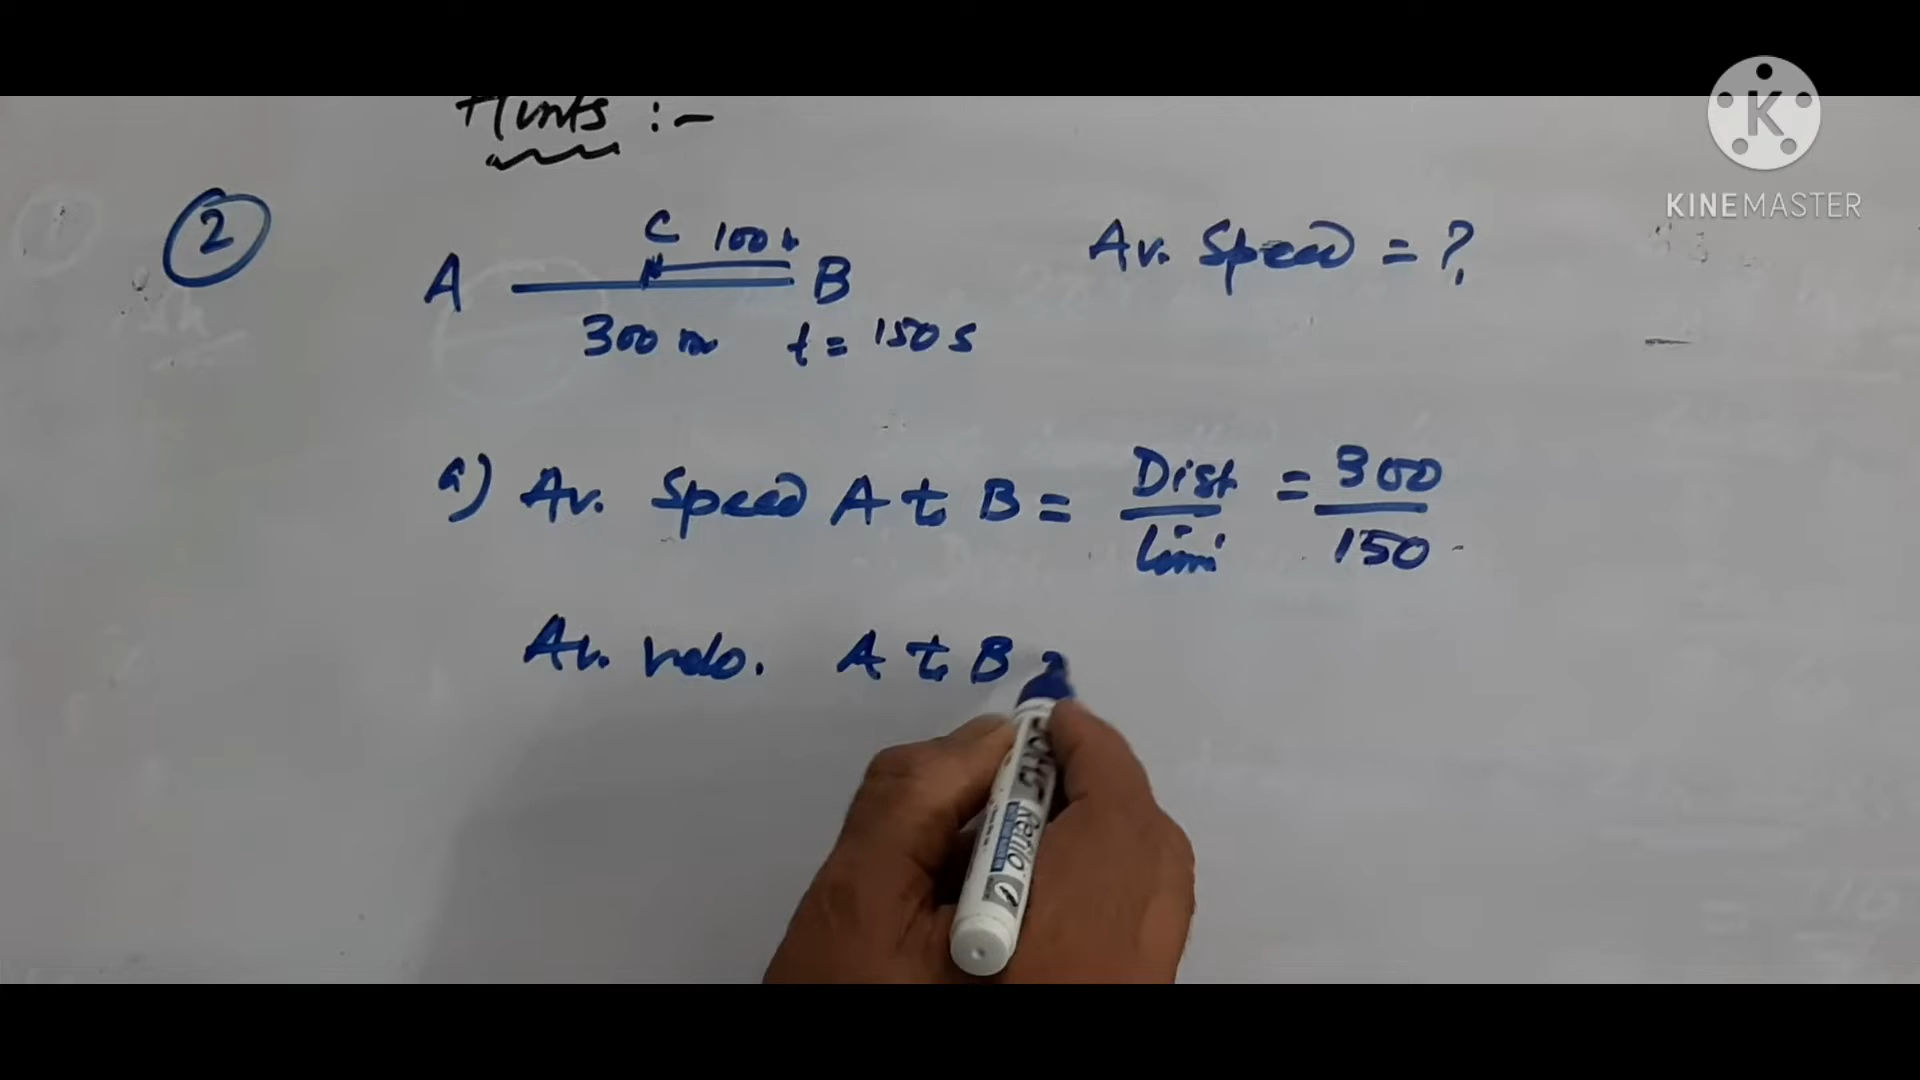 Hints :-
2
C 100
A B
300 m t = 150 s
Av. Speed = ?
a) Av. Speed A to B = Dist / time = 300 / 150
Av. velo. A to B =
K
KINEMASTER